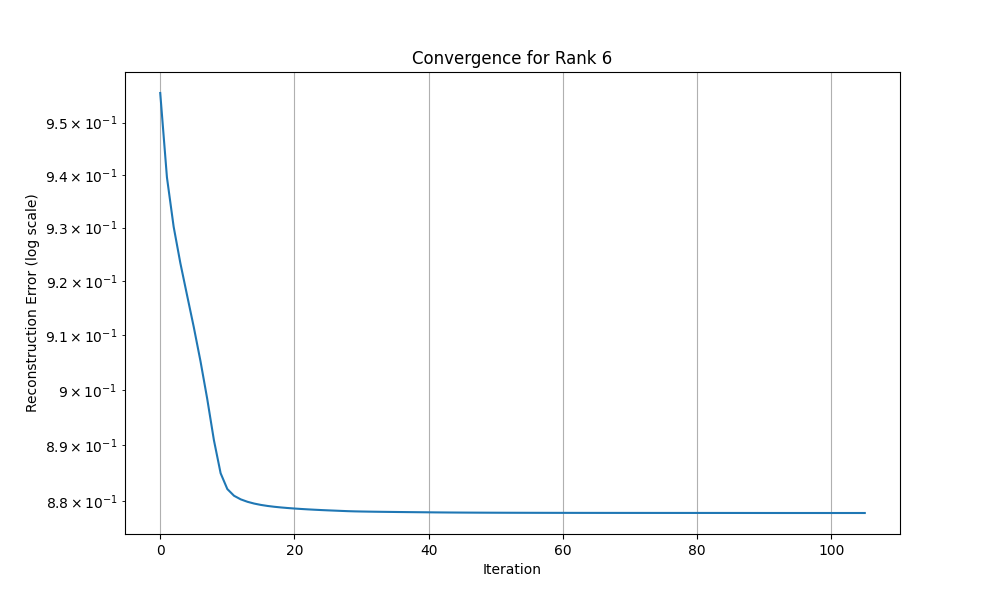 Convergence for Rank 6
Reconstruction Error (log scale)
9.5 × 10⁻¹
9.4 × 10⁻¹
9.3 × 10⁻¹
9.2 × 10⁻¹
9.1 × 10⁻¹
9 × 10⁻¹
8.9 × 10⁻¹
8.8 × 10⁻¹
0 20 40 60 80 100
Iteration